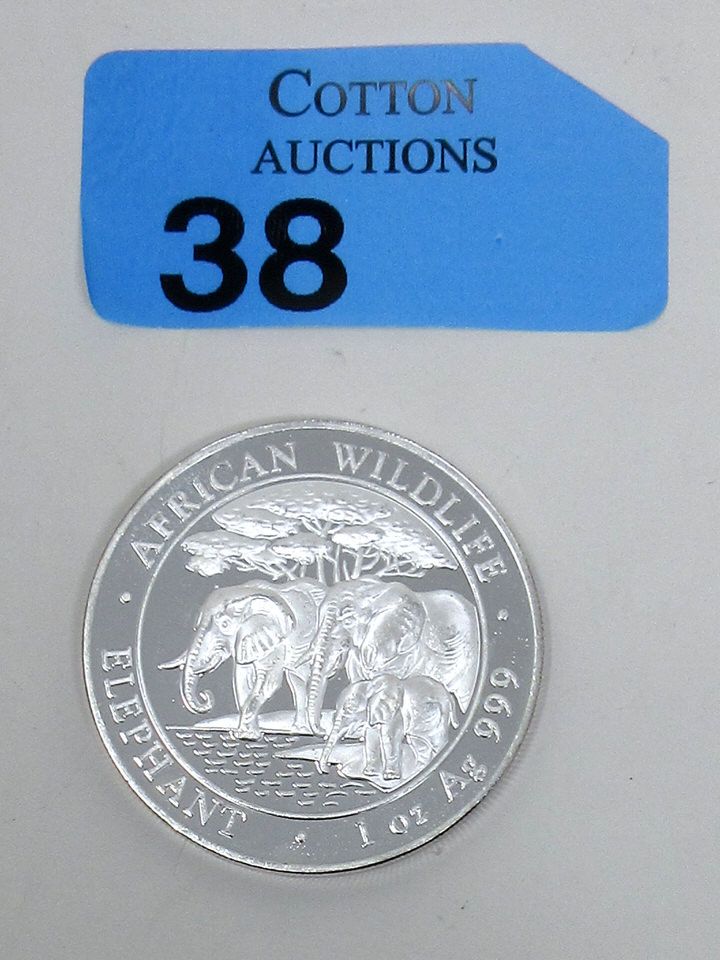 COTTON
AUCTIONS
38
AFRICAN WILDLIFE
ELEPHANT
1 oz Ag 999